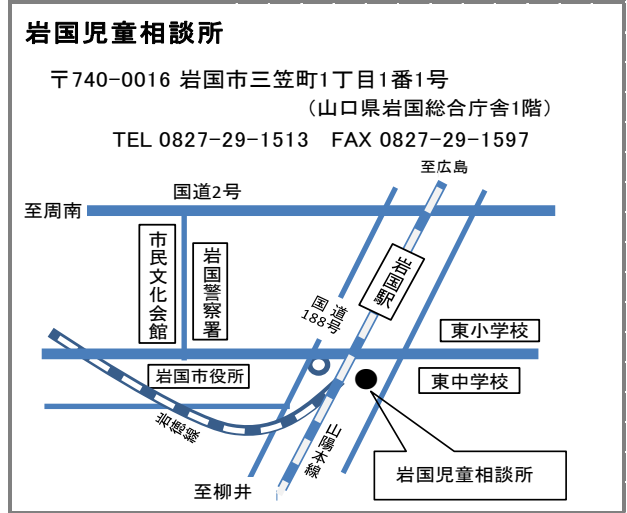 岩国児童相談所
〒740-0016 岩国市三笠町1丁目1番1号
（山口県岩国総合庁舎1階）
TEL 0827-29-1513　FAX 0827-29-1597
至広島
国道2号
至周南
市民文化会館
岩国警察署
岩国駅
国道
188号
東小学校
岩国市役所
東中学校
岩徳線
山陽本線
岩国児童相談所
至柳井